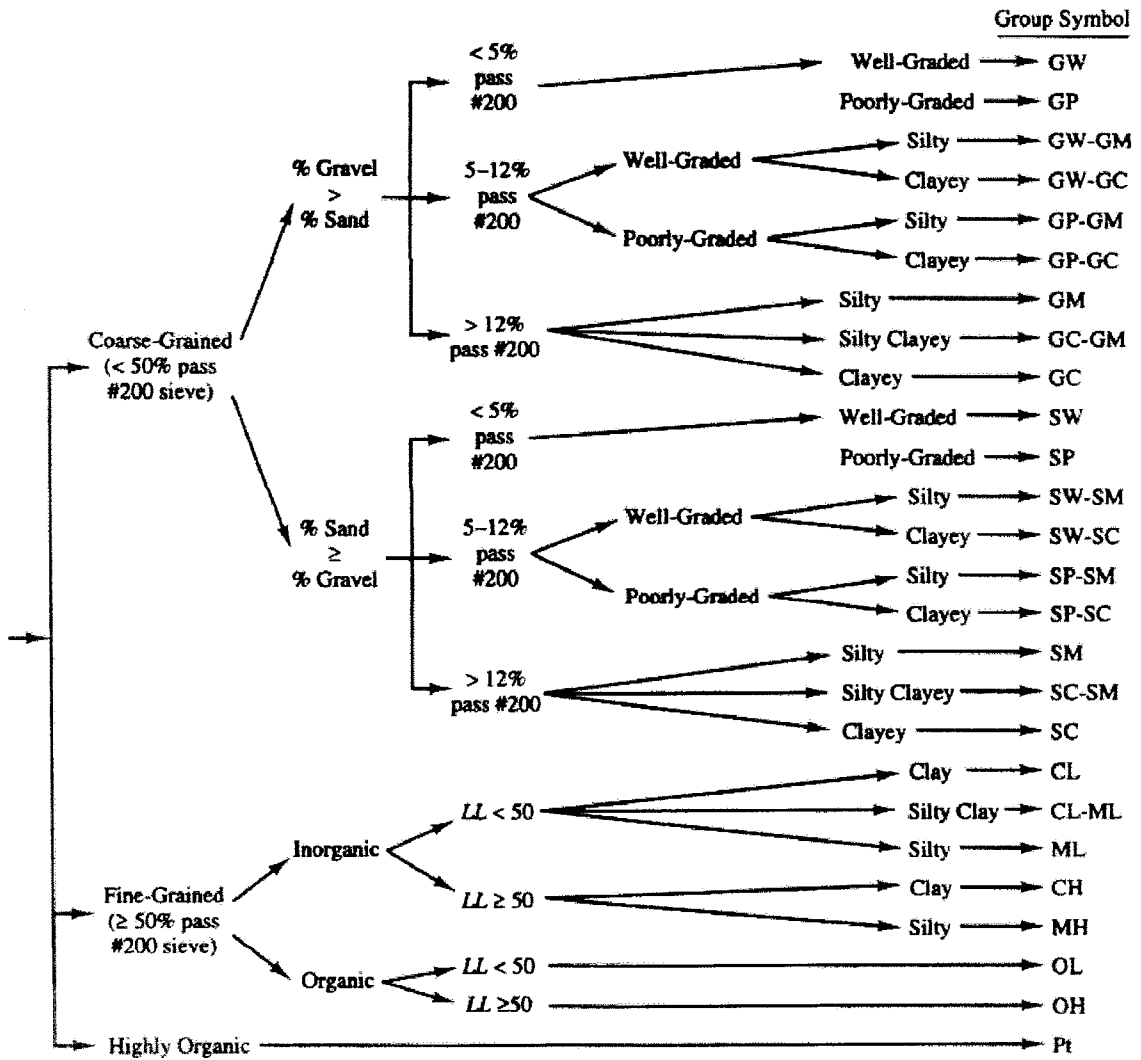 Group Symbol
< 5%
pass
#200
Well-Graded
GW
Poorly-Graded
GP
% Gravel
>
% Sand
5–12%
pass
#200
Well-Graded
Silty
GW-GM
Clayey
GW-GC
Poorly-Graded
Silty
GP-GM
Clayey
GP-GC
> 12%
pass #200
Silty
GM
Silty Clayey
GC-GM
Clayey
GC
Coarse-Grained
(< 50% pass
#200 sieve)
<5%
pass
#200
Well-Graded
SW
Poorly-Graded
SP
% Sand
≥
% Gravel
5–12%
pass
#200
Well-Graded
Silty
SW-SM
Clayey
SW-SC
Poorly-Graded
Silty
SP-SM
Clayey
SP-SC
> 12%
pass #200
Silty
SM
Silty Clayey
SC-SM
Clayey
SC
Fine-Grained
(≥ 50% pass
#200 sieve)
Inorganic
LL < 50
Clay
CL
Silty Clay
CL-ML
Silty
ML
LL ≥ 50
Clay
CH
Silty
MH
Organic
LL < 50
OL
LL ≥50
OH
Highly Organic
Pt